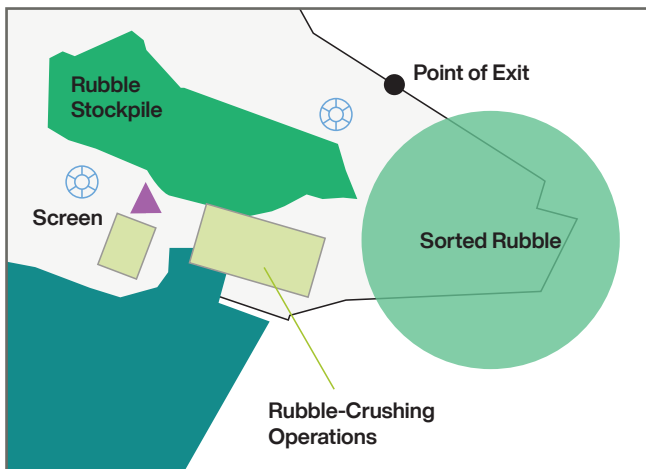 Point of Exit
Rubble
Stockpile
Screen
Sorted Rubble
Rubble-Crushing
Operations